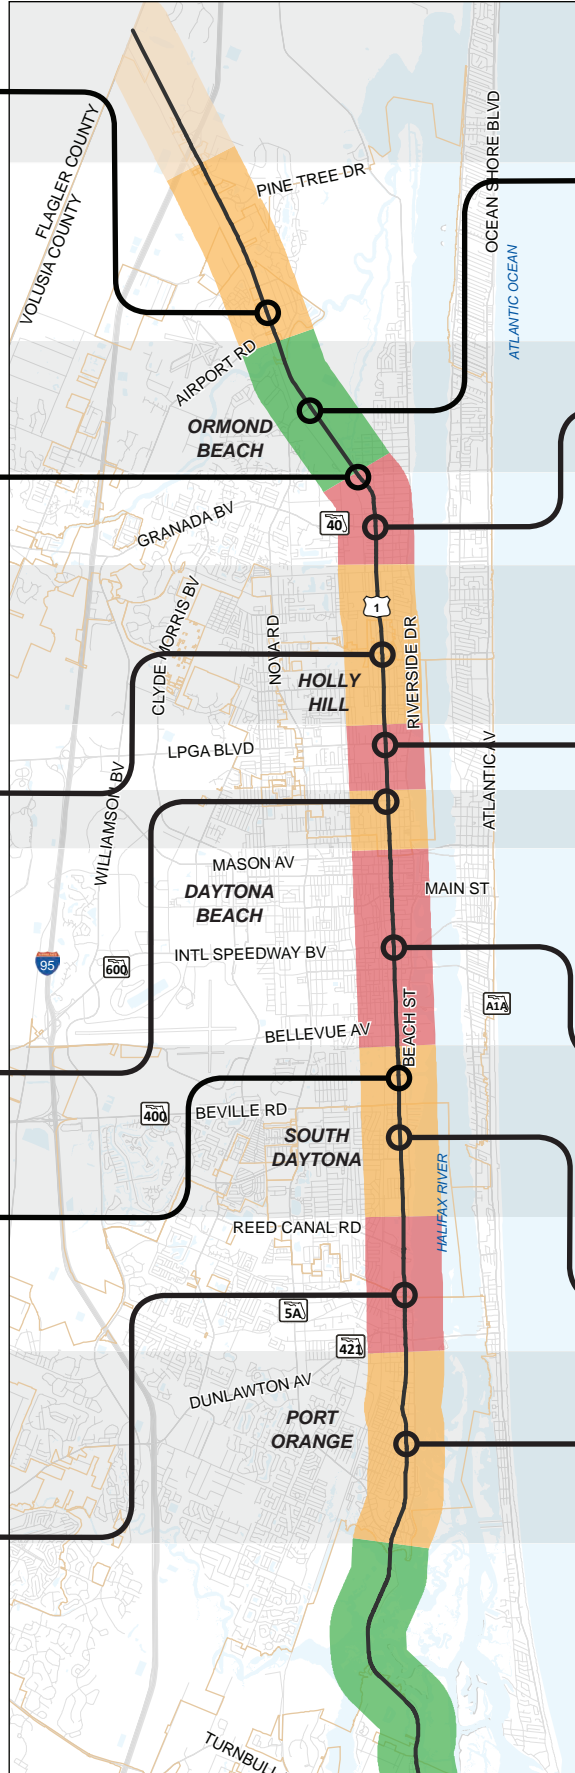 FLAGLER COUNTY
VOLUSIA COUNTY
PINE TREE DR
OCEAN SHORE BLVD
ATLANTIC OCEAN
AIRPORT RD
ORMOND
BEACH
GRANADA BV
40
1
CLYDE MORRIS BV
NOVA RD
RIVERSIDE DR
HOLLY
HILL
LPGA BLVD
ATLANTIC AV
WILLIAMSON BV
MASON AV
DAYTONA
BEACH
MAIN ST
INTL SPEEDWAY BV
95
600
A1A
BEACH ST
BELLEVUE AV
400
BEVILLE RD
SOUTH
DAYTONA
HALIFAX RIVER
REED CANAL RD
5A
421
DUNLAWTON AV
PORT
ORANGE
TURNBULL